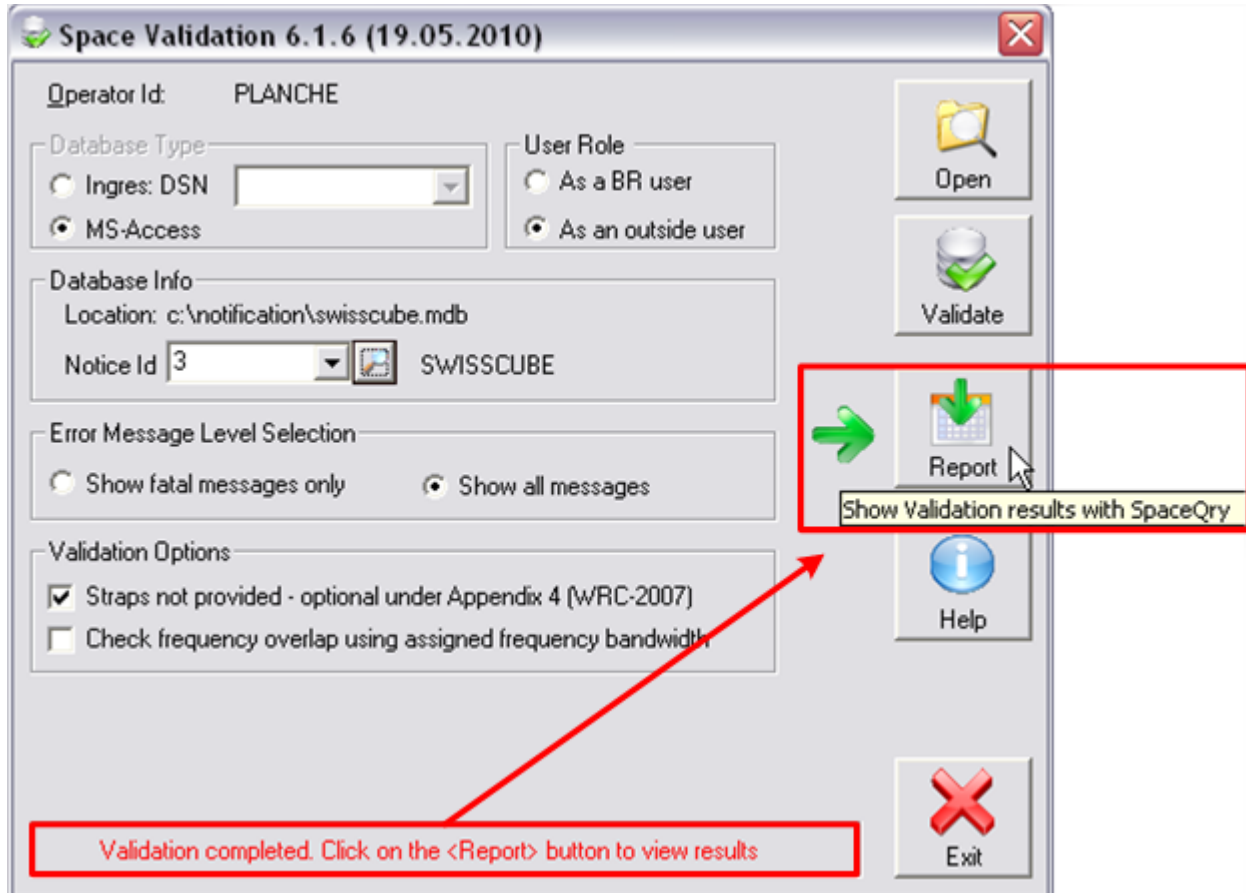 Space Validation 6.1.6 (19.05.2010)
Operator Id: PLANCHE
Database Type
Ingres: DSN
MS-Access
User Role
As a BR user
As an outside user
Database Info
Location: c:\notification\swisscube.mdb
Notice Id 3 SWISSCUBE
Error Message Level Selection
Show fatal messages only Show all messages
Validation Options
Straps not provided - optional under Appendix 4 (WRC-2007)
Check frequency overlap using assigned frequency bandwidth
Validation completed. Click on the <Report> button to view results
Open
Validate
Report
Show Validation results with SpaceQry
Help
Exit